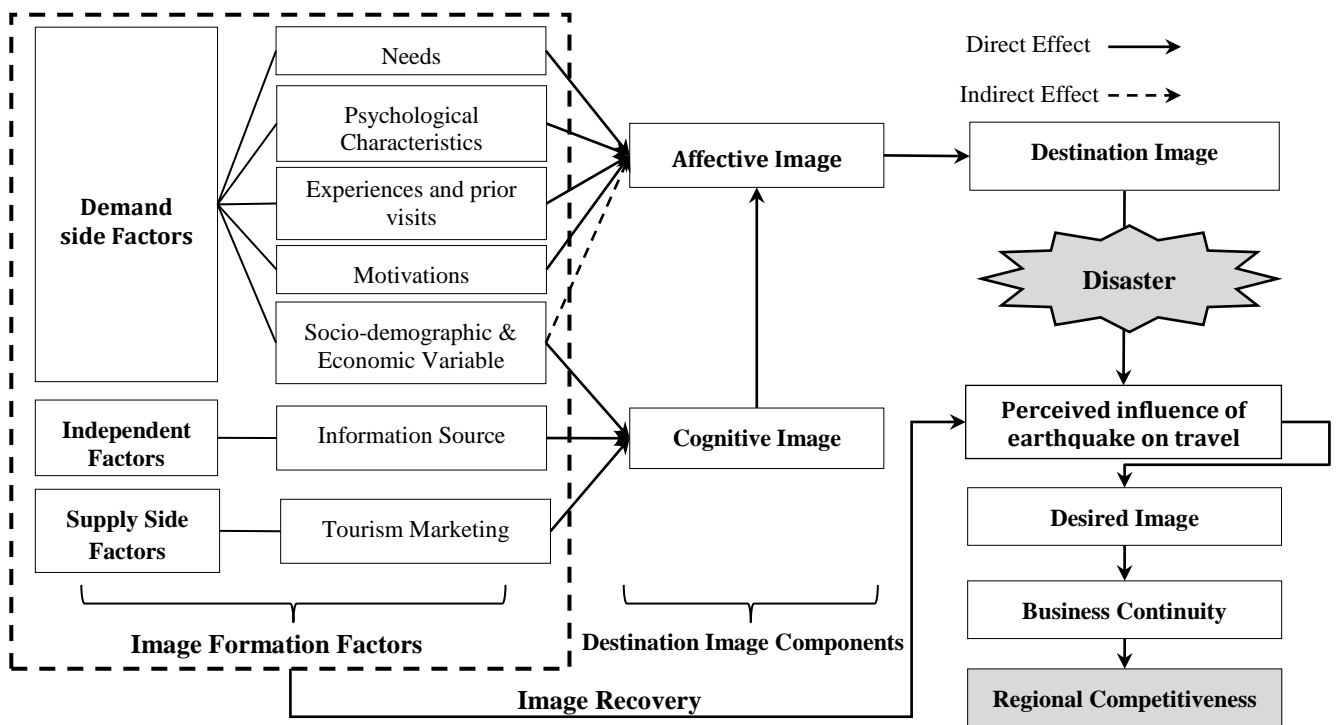 Demand
side Factors
Needs
Psychological
Characteristics
Experiences and prior
visits
Motivations
Socio-demographic &
Economic Variable
Independent
Factors
Information Source
Supply Side
Factors
Tourism Marketing
Image Formation Factors
Affective Image
Cognitive Image
Destination Image Components
Image Recovery
Direct Effect
Indirect Effect
Destination Image
Disaster
Perceived influence of
earthquake on travel
Desired Image
Business Continuity
Regional Competitiveness